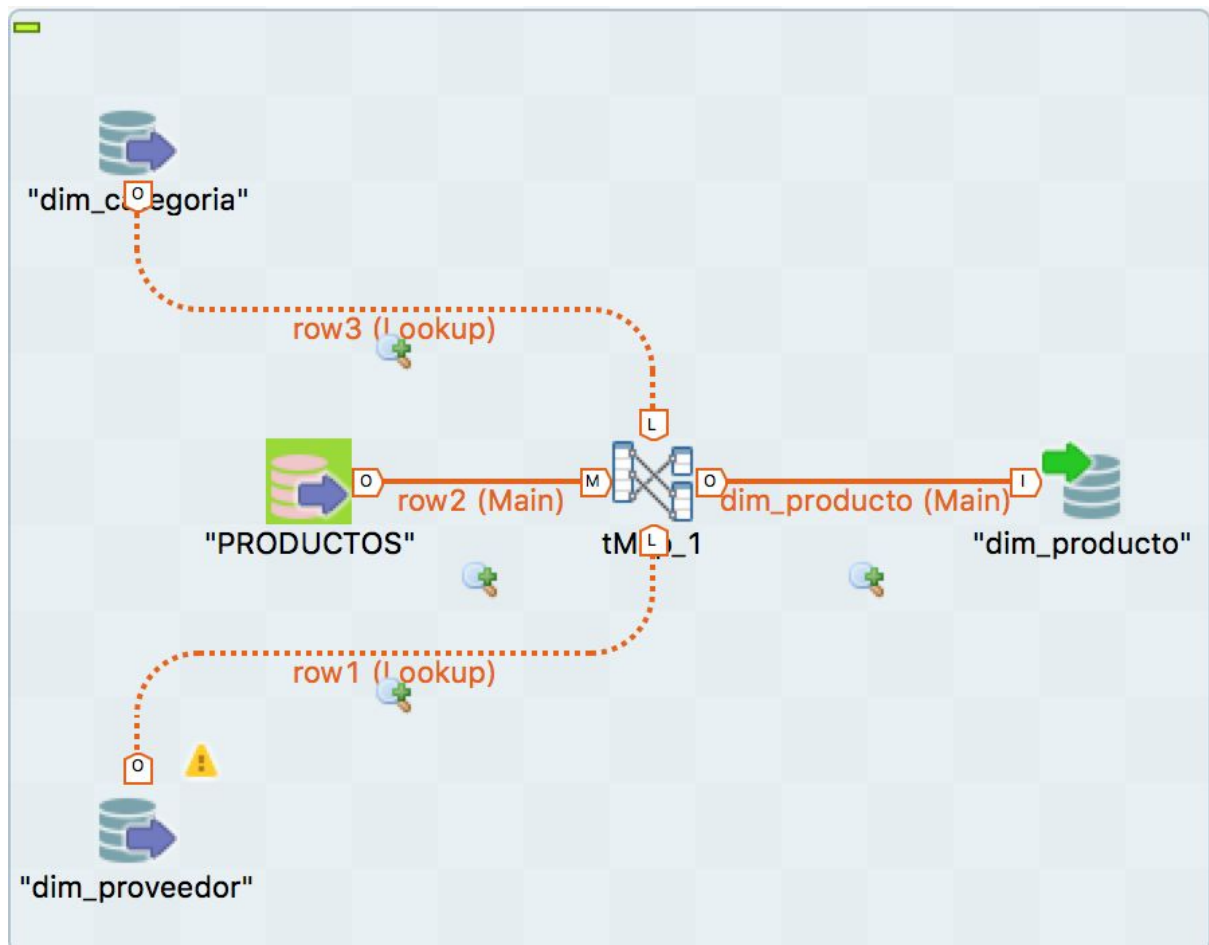 "dim_categoria"
row3 (Lookup)
L
O
row2 (Main)
M
O
dim_producto (Main)
I
"PRODUCTOS"
tMap_1
L
"dim_producto"
row1 (Lookup)
O
"dim_proveedor"
O